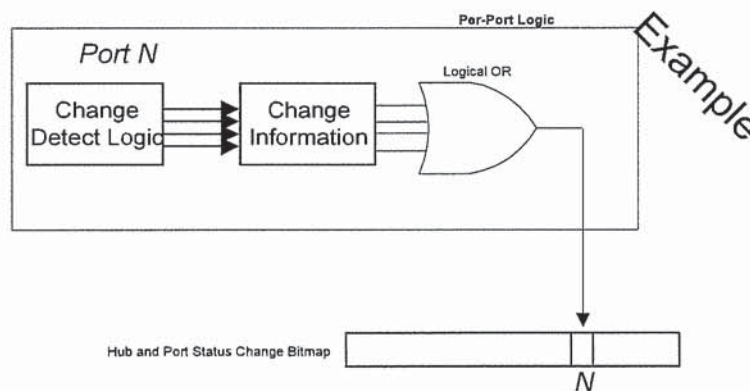 Per-Port Logic
Example
Port N
Logical OR
Change
Detect Logic
Change
Information
Hub and Port Status Change Bitmap
N